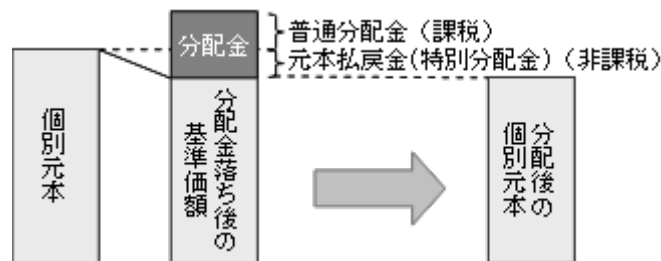 分配金
普通分配金（課税）
元本払戻金(特別分配金)（非課税）
個別元本
分配金落ち後の
基準価額
分配後の
個別元本